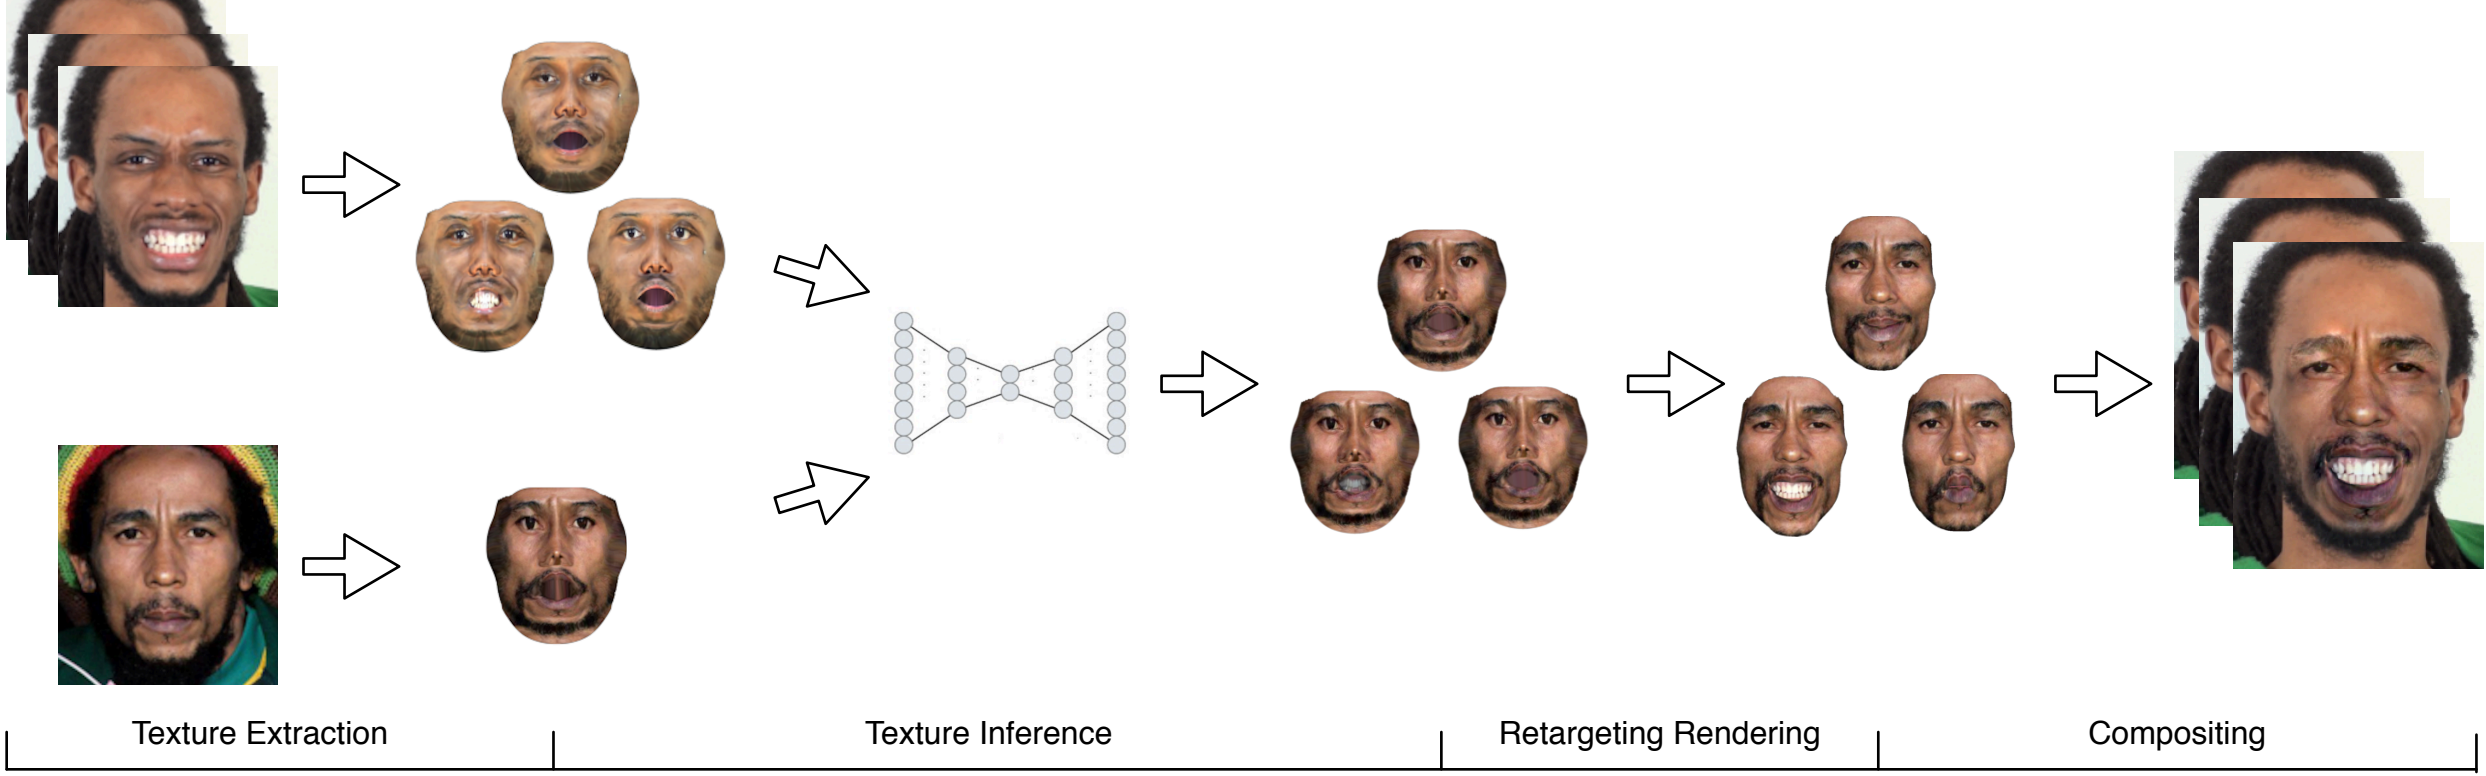 Texture Extraction
Texture Inference
Retargeting Rendering
Compositing